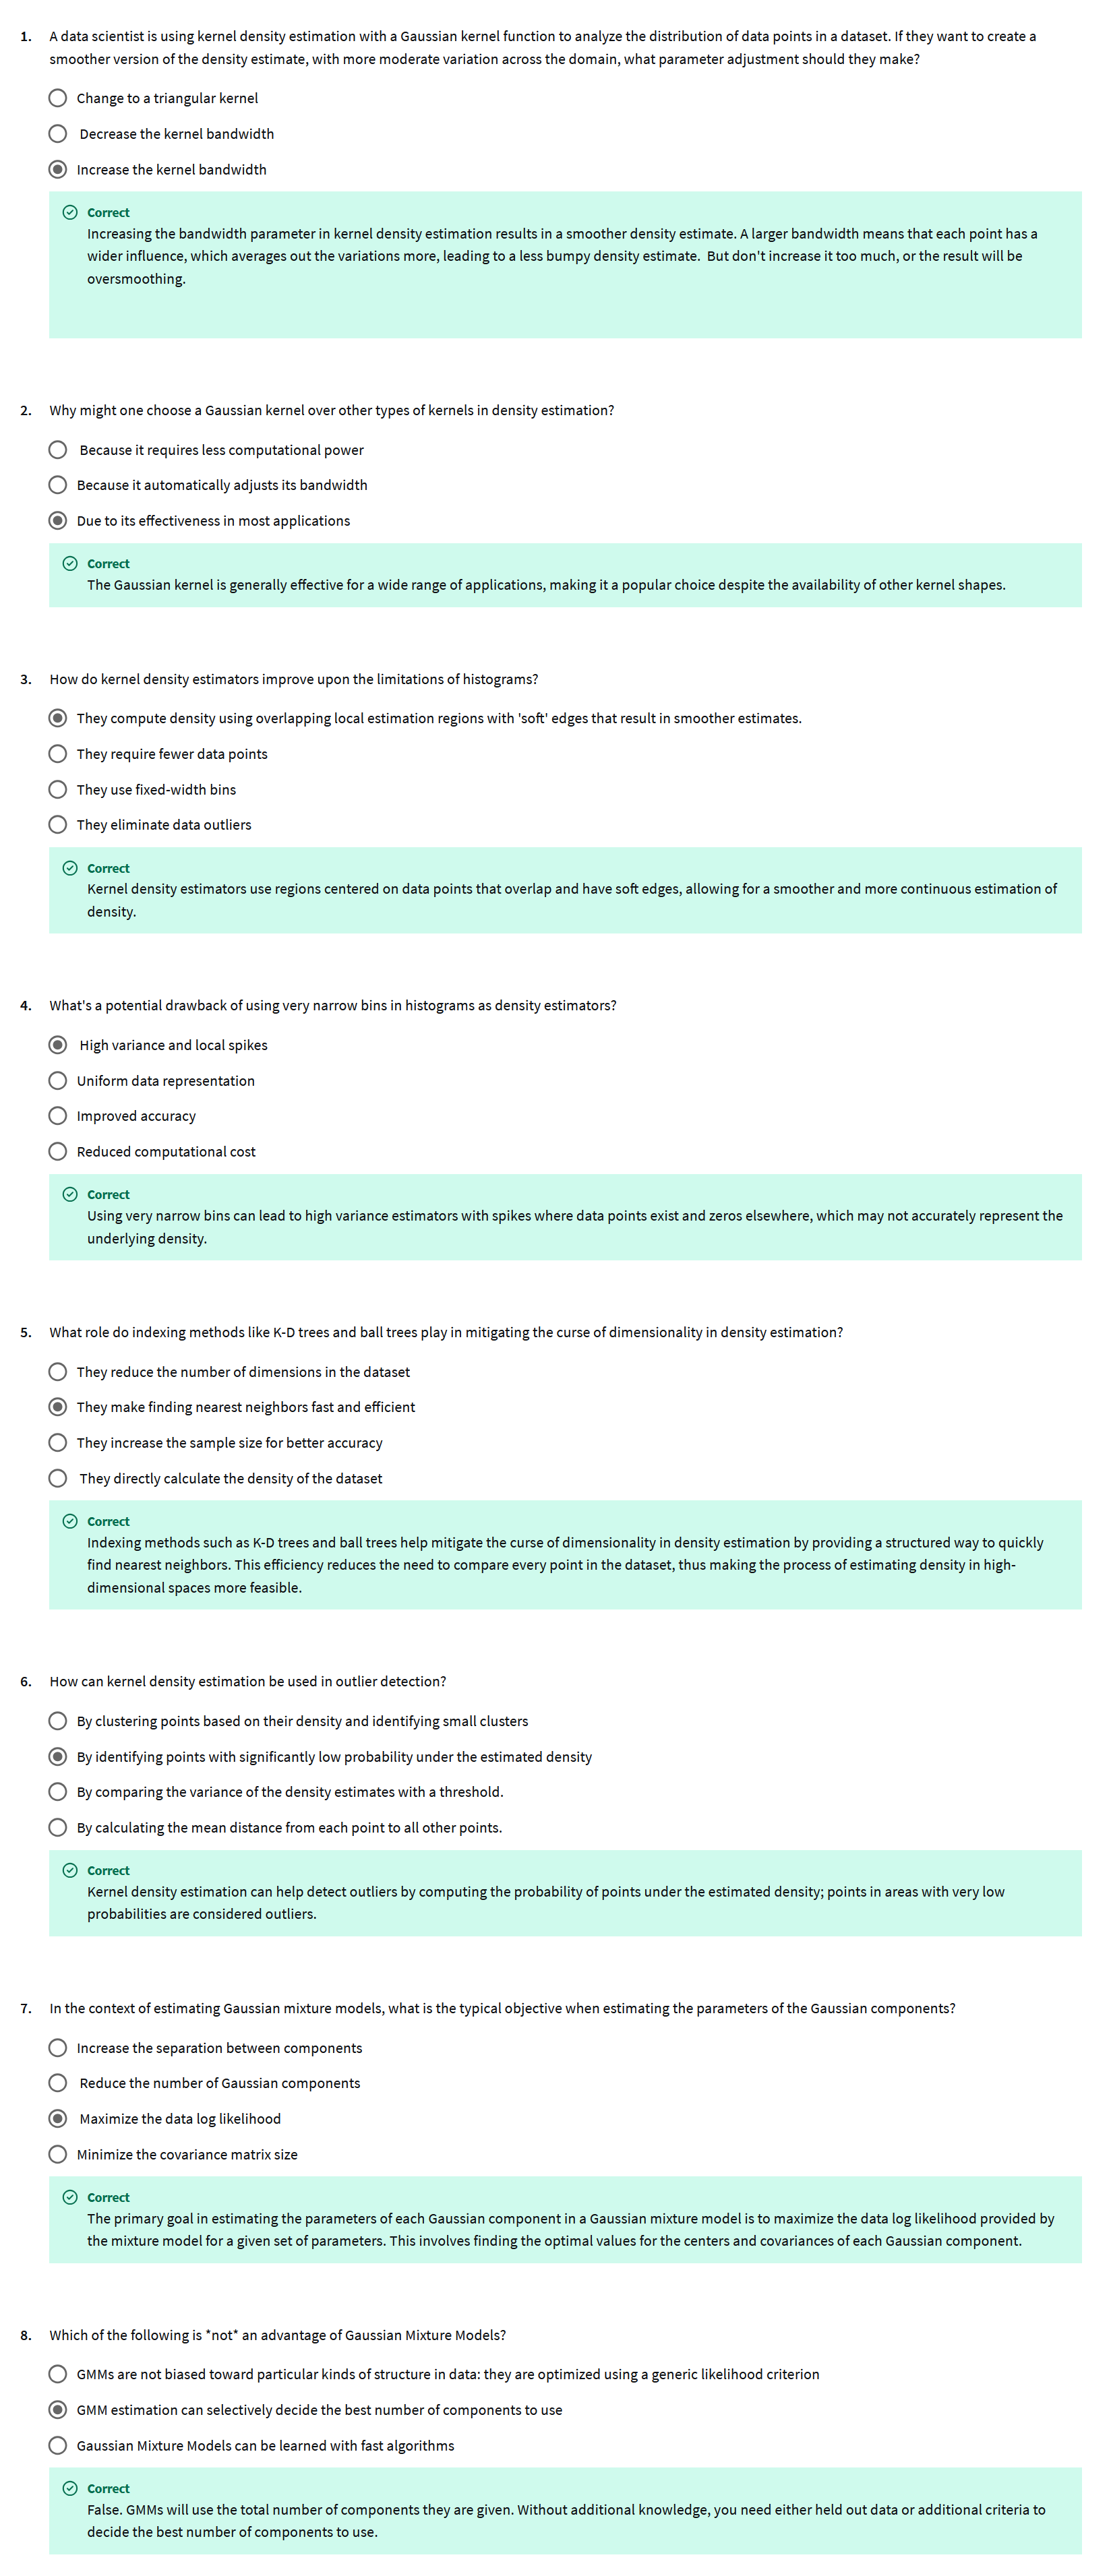 1. A data scientist is using kernel density estimation with a Gaussian kernel function to analyze the distribution of data points in a dataset. If they want to create a
smoother version of the density estimate, with more moderate variation across the domain, what parameter adjustment should they make?
Change to a triangular kernel
Decrease the kernel bandwidth
Increase the kernel bandwidth
Correct
Increasing the bandwidth parameter in kernel density estimation results in a smoother density estimate. A larger bandwidth means that each point has a
wider influence, which averages out the variations more, leading to a less bumpy density estimate. But don't increase it too much, or the result will be
oversmoothing.
2. Why might one choose a Gaussian kernel over other types of kernels in density estimation?
Because it requires less computational power
Because it automatically adjusts its bandwidth
Due to its effectiveness in most applications
Correct
The Gaussian kernel is generally effective for a wide range of applications, making it a popular choice despite the availability of other kernel shapes.
3. How do kernel density estimators improve upon the limitations of histograms?
They compute density using overlapping local estimation regions with 'soft' edges that result in smoother estimates.
They require fewer data points
They use fixed-width bins
They eliminate data outliers
Correct
Kernel density estimators use regions centered on data points that overlap and have soft edges, allowing for a smoother and more continuous estimation of
density.
4. What's a potential drawback of using very narrow bins in histograms as density estimators?
High variance and local spikes
Uniform data representation
Improved accuracy
Reduced computational cost
Correct
Using very narrow bins can lead to high variance estimators with spikes where data points exist and zeros elsewhere, which may not accurately represent the
underlying density.
5. What role do indexing methods like K-D trees and ball trees play in mitigating the curse of dimensionality in density estimation?
They reduce the number of dimensions in the dataset
They make finding nearest neighbors fast and efficient
They increase the sample size for better accuracy
They directly calculate the density of the dataset
Correct
Indexing methods such as K-D trees and ball trees help mitigate the curse of dimensionality in density estimation by providing a structured way to quickly
find nearest neighbors. This efficiency reduces the need to compare every point in the dataset, thus making the process of estimating density in high-
dimensional spaces more feasible.
6. How can kernel density estimation be used in outlier detection?
By clustering points based on their density and identifying small clusters
By identifying points with significantly low probability under the estimated density
By comparing the variance of the density estimates with a threshold.
By calculating the mean distance from each point to all other points.
Correct
Kernel density estimation can help detect outliers by computing the probability of points under the estimated density; points in areas with very low
probabilities are considered outliers.
7. In the context of estimating Gaussian mixture models, what is the typical objective when estimating the parameters of the Gaussian components?
Increase the separation between components
Reduce the number of Gaussian components
Maximize the data log likelihood
Minimize the covariance matrix size
Correct
The primary goal in estimating the parameters of each Gaussian component in a Gaussian mixture model is to maximize the data log likelihood provided by
the mixture model for a given set of parameters. This involves finding the optimal values for the centers and covariances of each Gaussian component.
8. Which of the following is *not* an advantage of Gaussian Mixture Models?
GMMs are not biased toward particular kinds of structure in data: they are optimized using a generic likelihood criterion
GMM estimation can selectively decide the best number of components to use
Gaussian Mixture Models can be learned with fast algorithms
Correct
False. GMMs will use the total number of components they are given. Without additional knowledge, you need either held out data or additional criteria to
decide the best number of components to use.